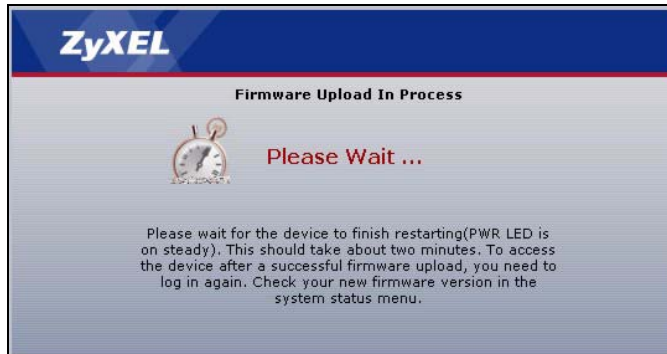 ZyXEL
Firmware Upload In Process
Please Wait ...
Please wait for the device to finish restarting(PWR LED is
on steady). This should take about two minutes. To access
the device after a successful firmware upload, you need to
log in again. Check your new firmware version in the
system status menu.